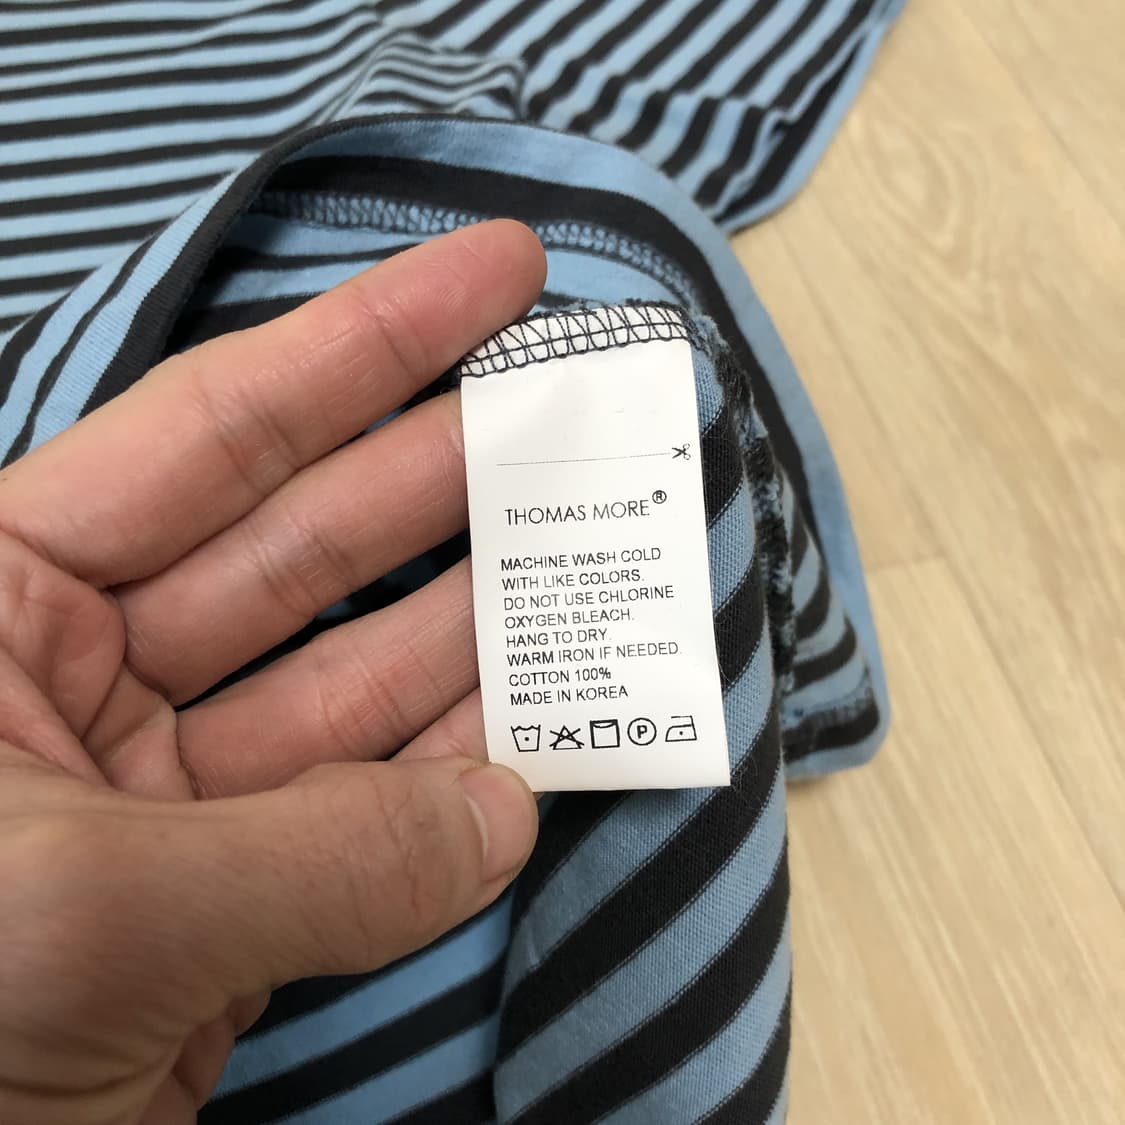 THOMAS MORE®
MACHINE WASH COLD
WITH LIKE COLORS.
DO NOT USE CHLORINE
OXYGEN BLEACH.
HANG TO DRY.
WARM IRON IF NEEDED.
COTTON 100%
MADE IN KOREA
P